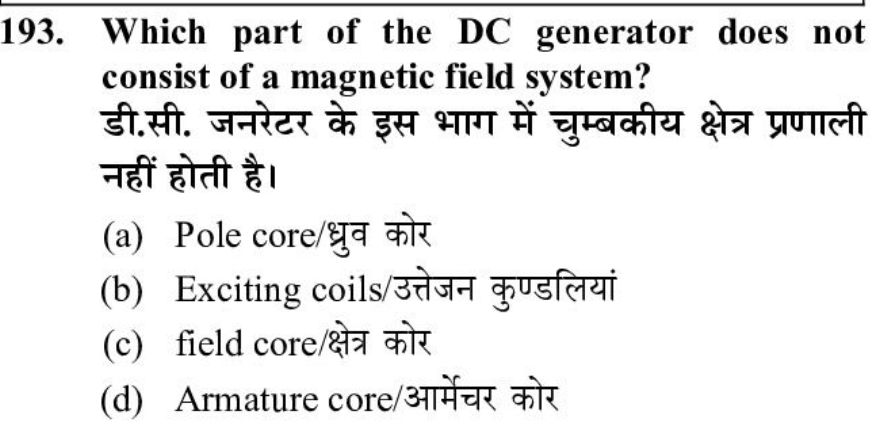 193. Which part of the DC generator does not
consist of a magnetic field system?
डी.सी. जनरेटर के इस भाग में चुम्बकीय क्षेत्र प्रणाली
नहीं होती है।
(a) Pole core/ध्रुव कोर
(b) Exciting coils/उत्तेजन कुण्डलियां
(c) field core/क्षेत्र कोर
(d) Armature core/आर्मेचर कोर